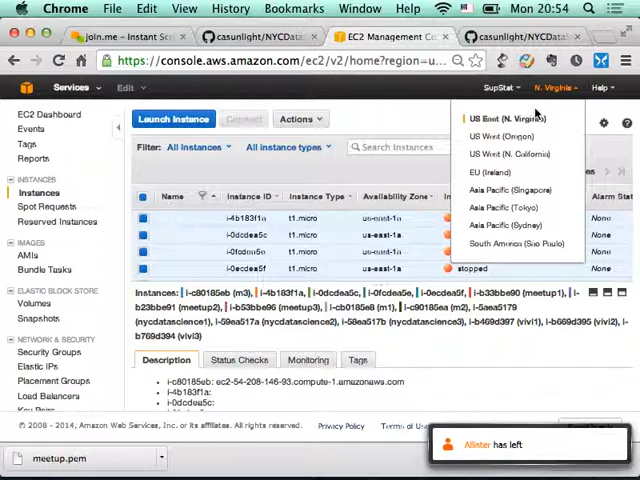 Chrome File Edit View History Bookmarks Window Help Mon 20:54
join.me – Instant Scr
casunlight/NYCData
EC2 Management Co
casunlight/NYCDataS
https://console.aws.amazon.com/ec2/v2/home?region=u...
Services Edit SupStat N. Virginia Help
EC2 Dashboard
Events
Tags
Reports
INSTANCES
Instances
Spot Requests
Reserved Instances
IMAGES
AMIs
Bundle Tasks
ELASTIC BLOCK STORE
Volumes
Snapshots
NETWORK & SECURITY
Security Groups
Elastic IPs
Placement Groups
Load Balancers
Key Pairs
Launch Instance Connect Actions
Filter: All instances All instance types Search Instances
US East (N. Virginia)
US West (Oregon)
US West (N. California)
EU (Ireland)
Asia Pacific (Singapore)
Asia Pacific (Tokyo)
Asia Pacific (Sydney)
South America (São Paulo)
Name Instance ID Instance Type Availability Zone Alarm Stat
i-4b183f1a t1.micro us-east-1a None
i-0dcdea5c t1.micro us-east-1a None
i-0fcdea5e t1.micro us-east-1a None
i-0ecdea5f t1.micro us-east-1a stopped None
Instances: i-c80185eb (m3), i-4b183f1a, i-0dcdea5c, i-0fcdea5e, i-0ecdea5f, i-b33bbe90 (meetup1), i-
b23bbe91 (meetup2), i-b53bbe96 (meetup3), i-cb0185e8 (m1), i-c90185ea (m2), i-5aea5179
(nycdatascience1), i-59ea517a (nycdatascience2), i-58ea517b (nycdatascience3), i-b469d397 (vivi1), i-b669d395 (vivi2), i-
b769d394 (vivi3)
Description Status Checks Monitoring Tags
i-c80185eb: ec2-54-208-146-93.compute-1.amazonaws.com
i-4b183f1a:
i-0dcdea5c:
© 2008 - 2014, Amazon Web Services, Inc. or its affiliates. All rights reserved. Privacy Policy Terms of Use
Allister has left
meetup.pem